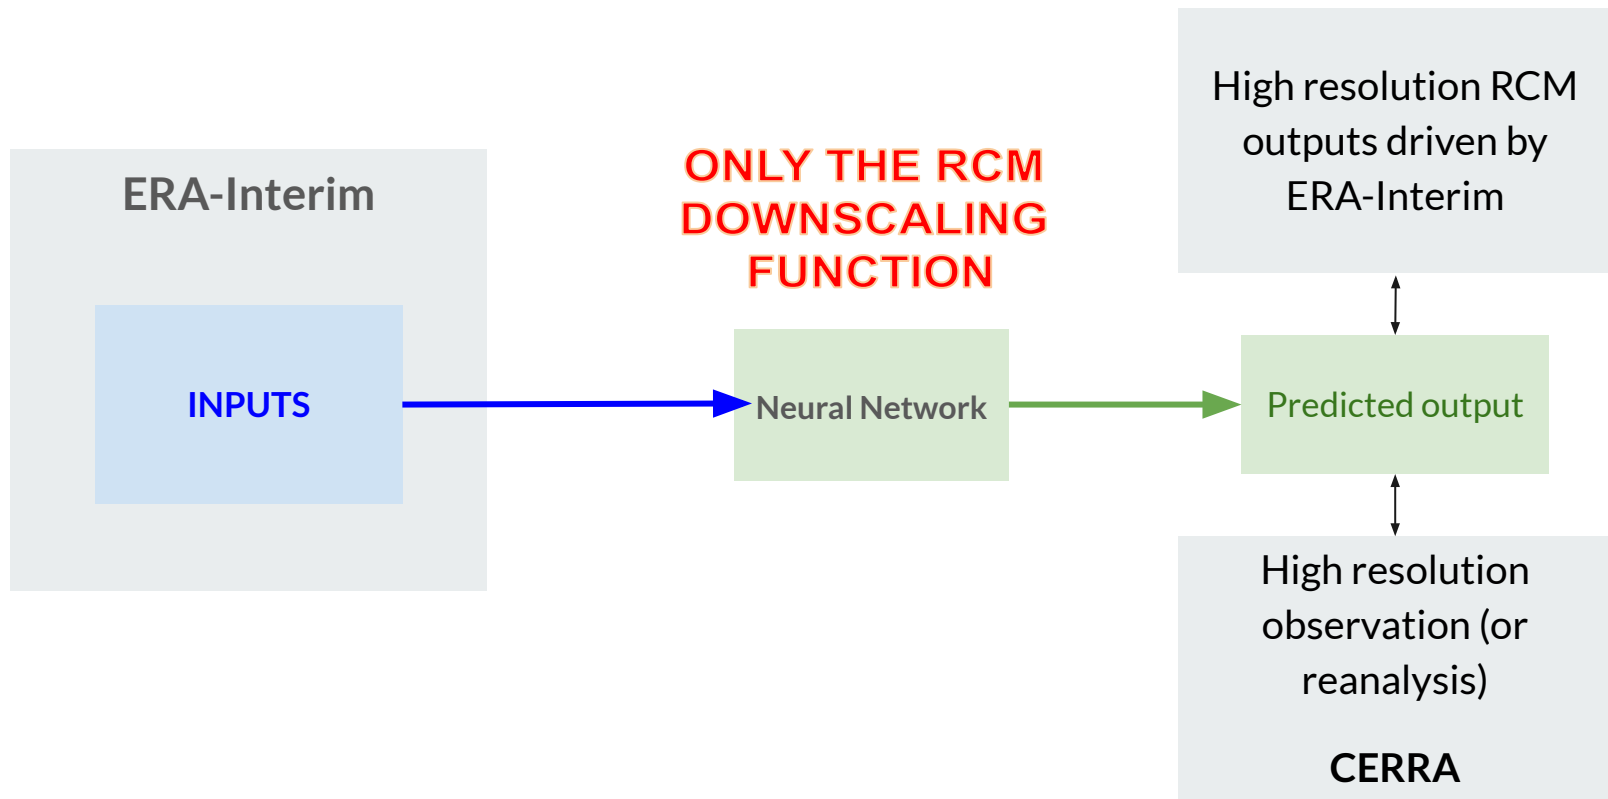 ERA-Interim
INPUTS
ONLY THE RCM
DOWNSCALING
FUNCTION
Neural Network
High resolution RCM
outputs driven by
ERA-Interim
Predicted output
High resolution
observation (or
reanalysis)
CERRA